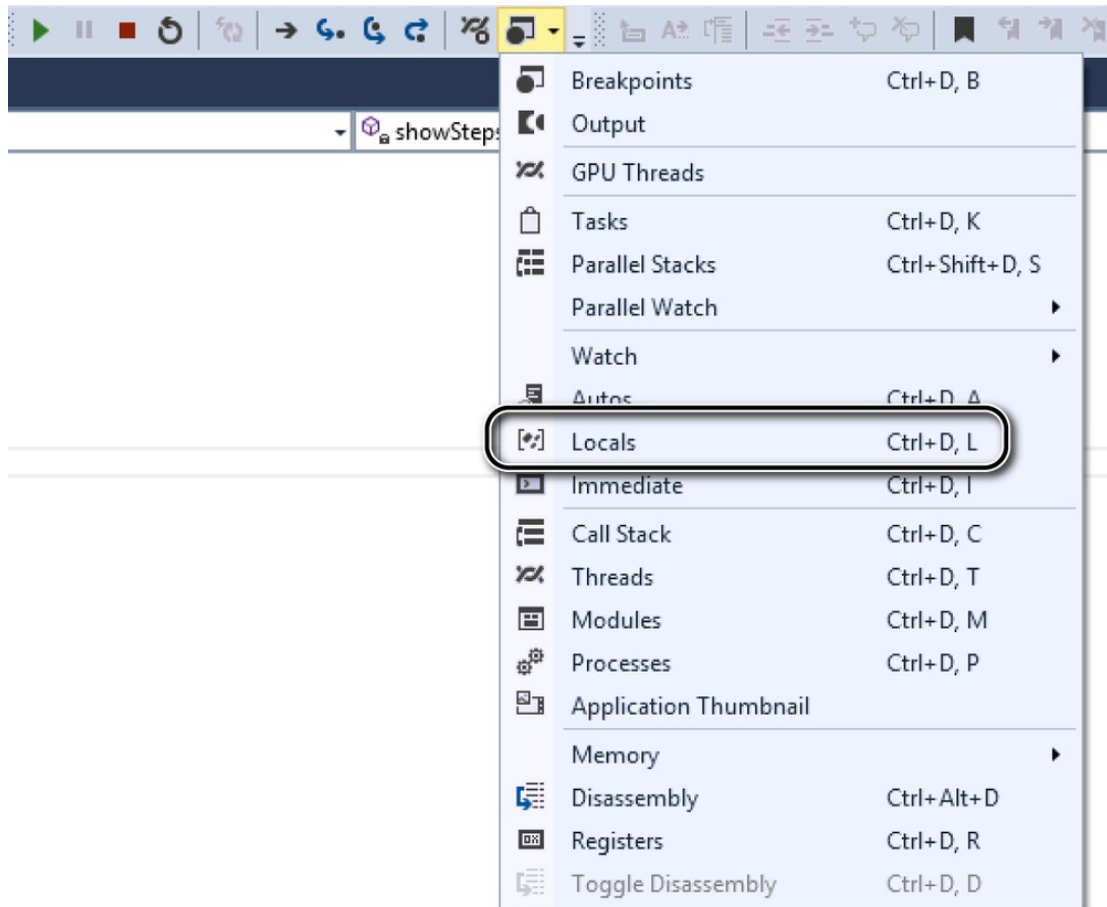 showSteps
Breakpoints Ctrl+D, B
Output
GPU Threads
Tasks Ctrl+D, K
Parallel Stacks Ctrl+Shift+D, S
Parallel Watch
Watch
Autos Ctrl+D, A
Locals Ctrl+D, L
Immediate Ctrl+D, I
Call Stack Ctrl+D, C
Threads Ctrl+D, T
Modules Ctrl+D, M
Processes Ctrl+D, P
Application Thumbnail
Memory
Disassembly Ctrl+Alt+D
Registers Ctrl+D, R
Toggle Disassembly Ctrl+D, D